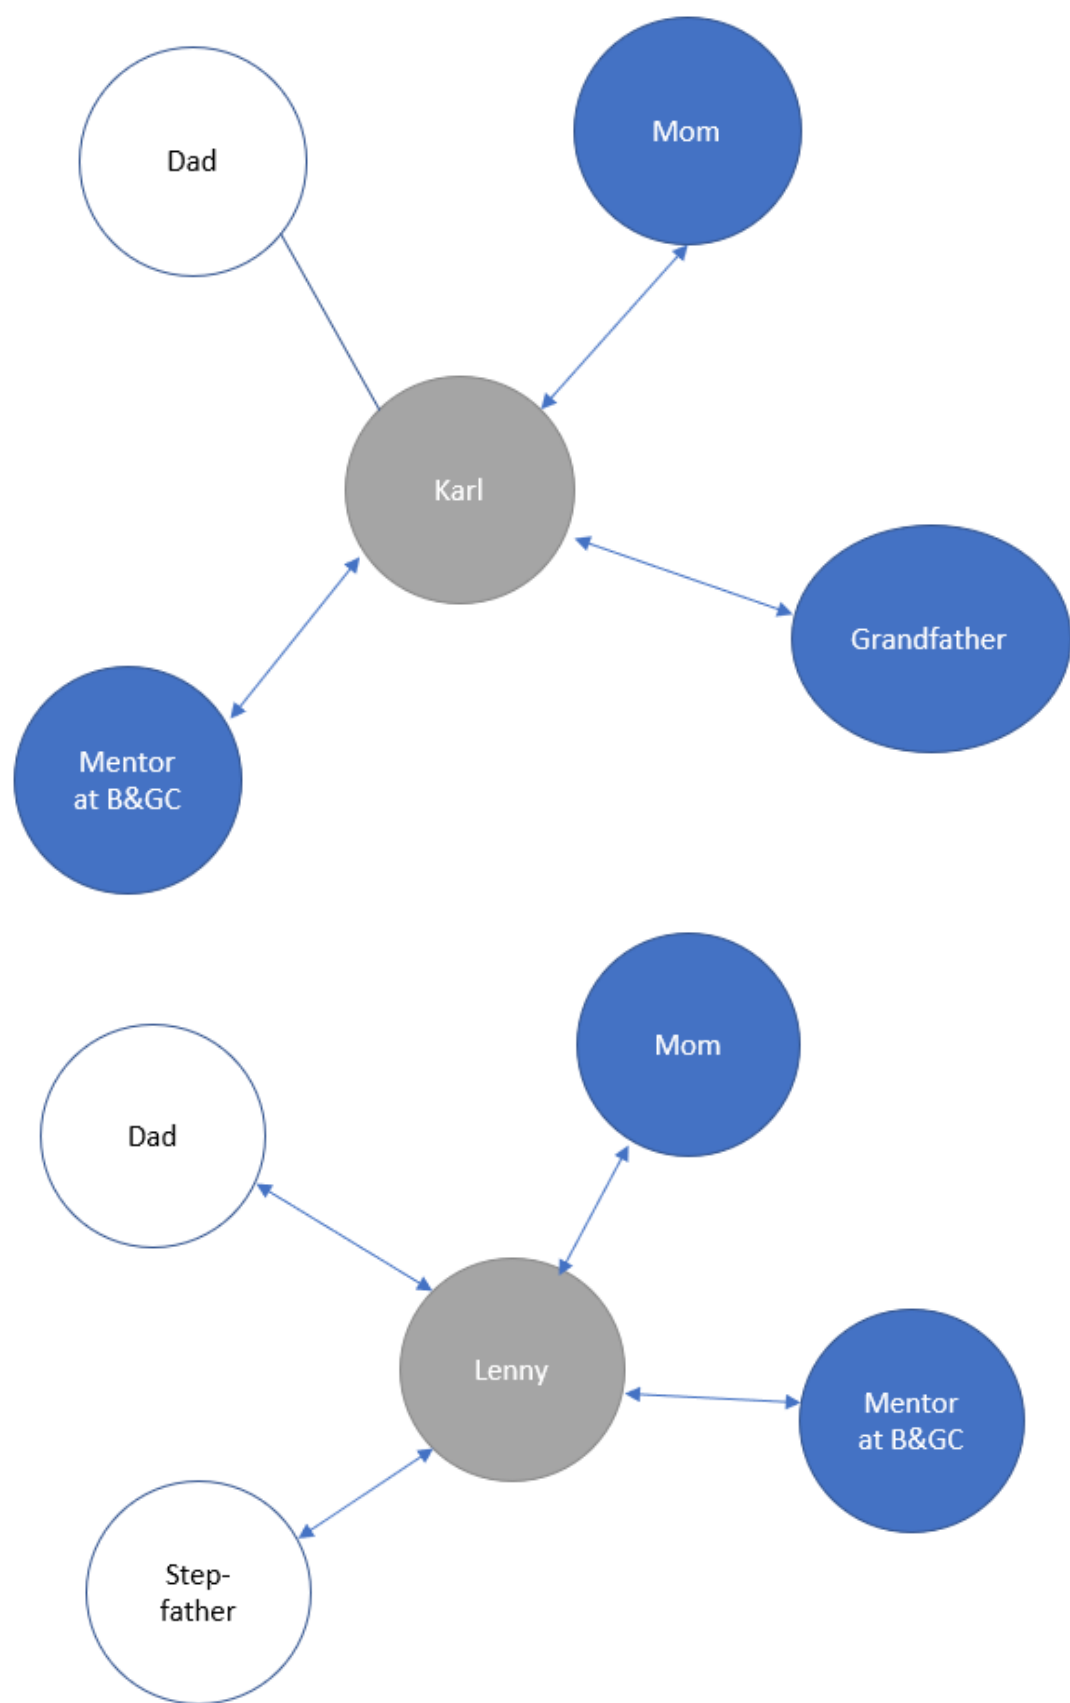 Dad
Mom
Karl
Grandfather
Mentor
at B&GC
Mom
Dad
Lenny
Mentor
at B&GC
Step-
father